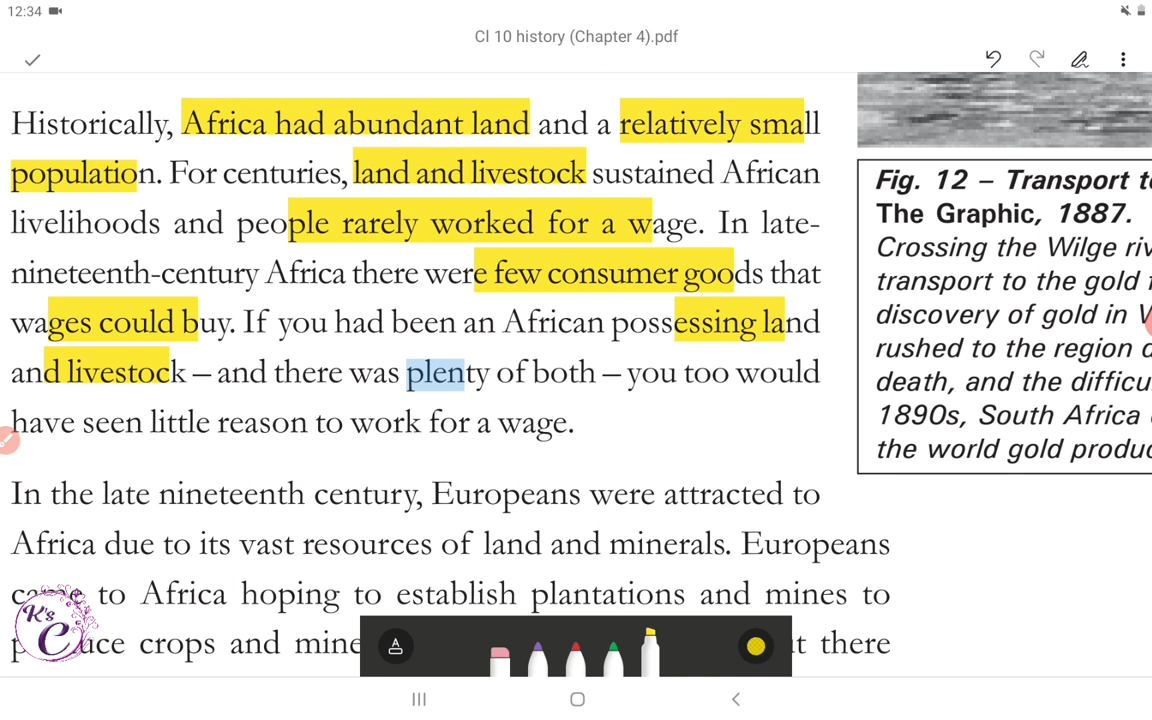 12:34
Cl 10 history (Chapter 4).pdf
Historically, Africa had abundant land and a relatively small
population. For centuries, land and livestock sustained African
livelihoods and people rarely worked for a wage. In late-
nineteenth-century Africa there were few consumer goods that
wages could buy. If you had been an African possessing land
and livestock – and there was plenty of both – you too would
have seen little reason to work for a wage.
In the late nineteenth century, Europeans were attracted to
Africa due to its vast resources of land and minerals. Europeans
to Africa hoping to establish plantations and mines to
crops and mine
there
Fig. 12 – Transport
The Graphic, 1887.
Crossing the Wilge
transport to the gold
discovery of gold in
rushed to the region
death, and the
1890s, South Africa
the world gold
K's
C